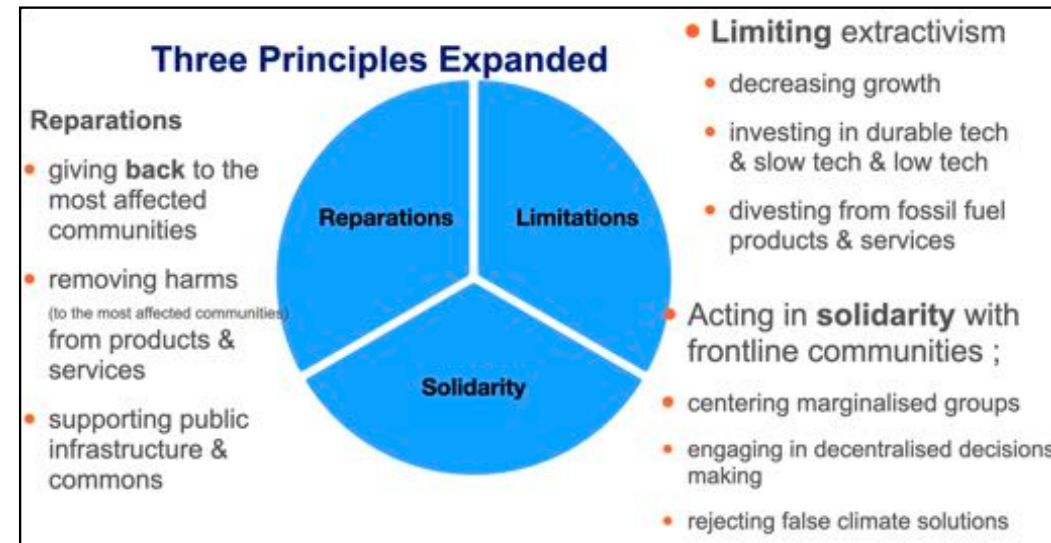 Three Principles Expanded
Reparations
• giving back to the
most affected
communities
• removing harms
(to the most affected communities)
from products &
services
• supporting public
infrastructure &
commons
Reparations
Limitations
Solidarity
• Limiting extractivism
• decreasing growth
• investing in durable tech
& slow tech & low tech
• divesting from fossil fuel
products & services
• Acting in solidarity with
frontline communities ;
• centering marginalised groups
• engaging in decentralised decisions
making
• rejecting false climate solutions